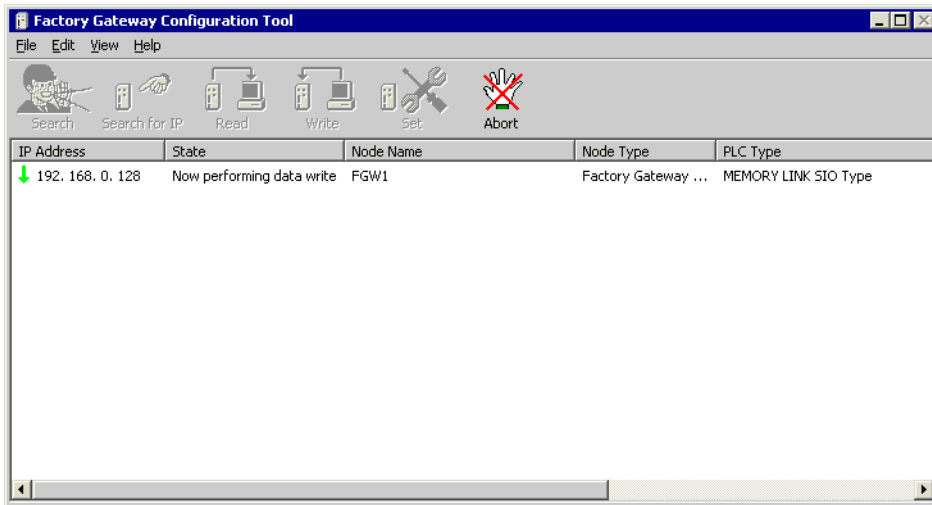 Factory Gateway Configuration Tool
File Edit View Help
Search Search for IP Read Write Set Abort
IP Address State Node Name Node Type PLC Type
192. 168. 0. 128 Now performing data write FGW1 Factory Gateway ... MEMORY LINK SIO Type